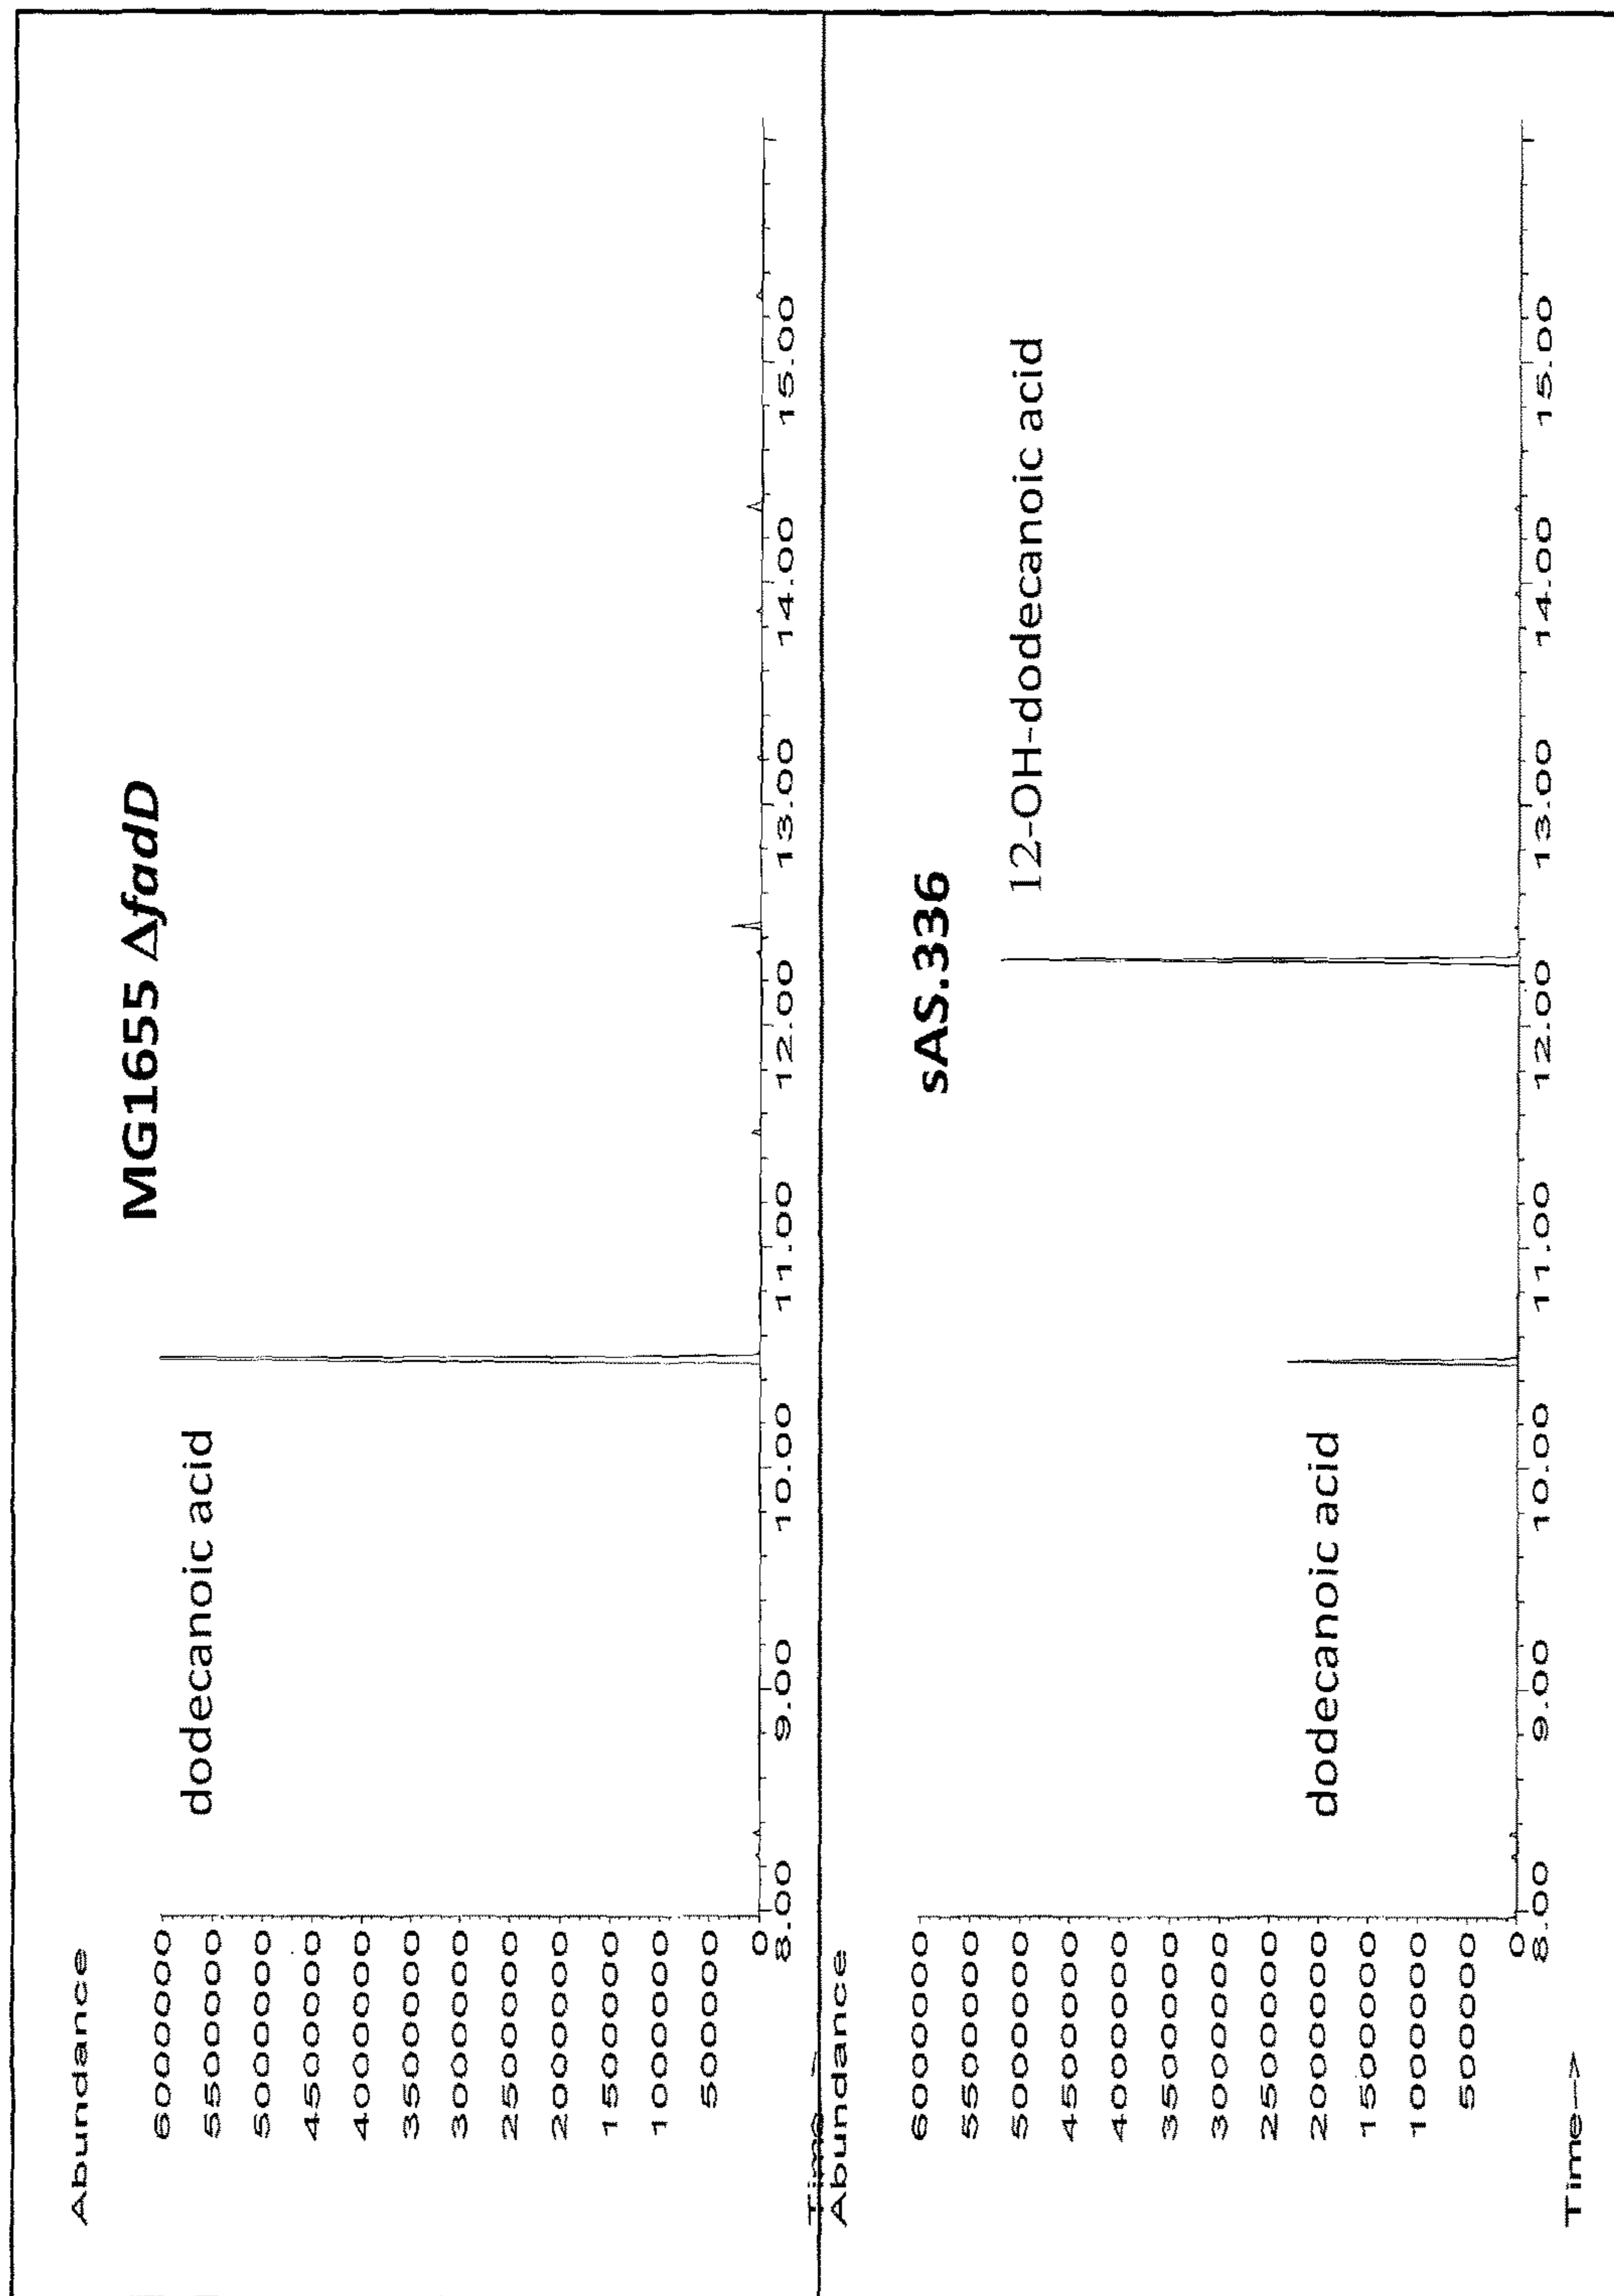 Abundance
MG1655 ΔfadD
dodecanoic acid
6000000
5500000
5000000
4500000
4000000
3500000
3000000
2500000
2000000
1500000
1000000
500000
0
8.00 9.00 10.00 11.00 12.00 13.00 14.00 15.00
Time-->
Abundance
sAS.336
12-OH-dodecanoic acid
dodecanoic acid
6000000
5500000
5000000
4500000
4000000
3500000
3000000
2500000
2000000
1500000
1000000
500000
0
8.00 9.00 10.00 11.00 12.00 13.00 14.00 15.00
Time-->